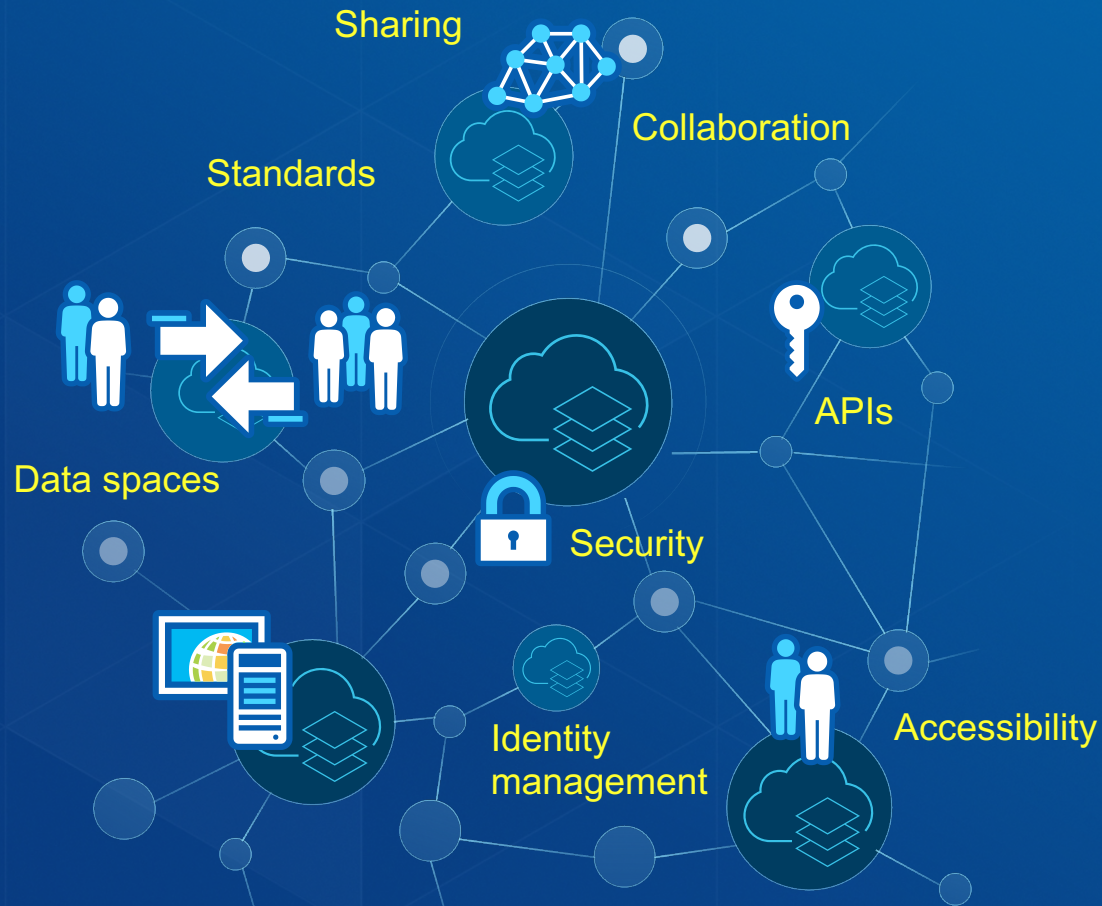 Sharing
Collaboration
Standards
APIs
Data spaces
Security
Accessibility
Identity
management